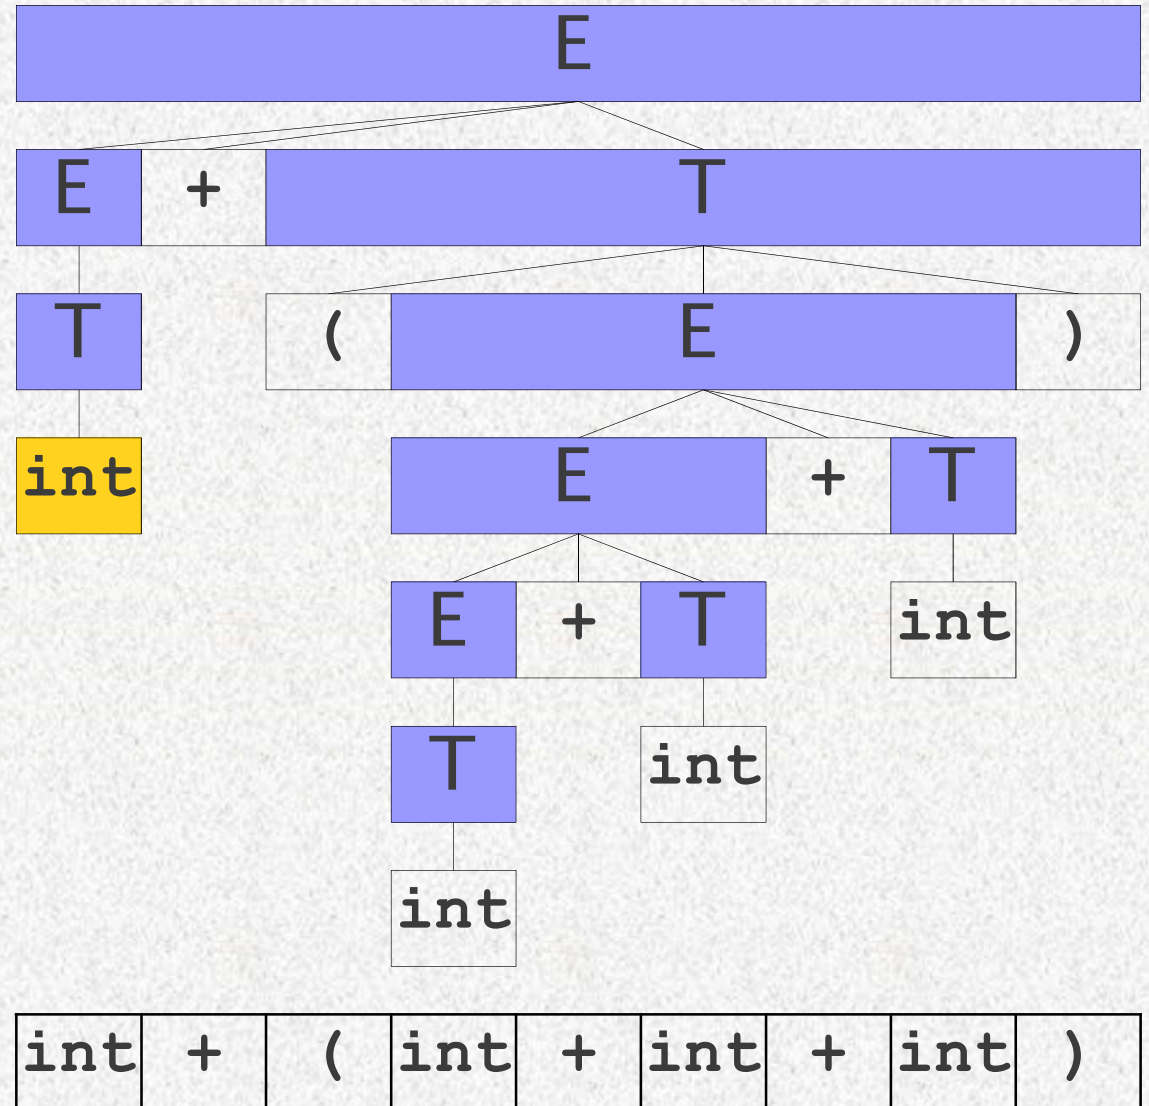 E
E + T
T ( E )
int E + T
E + T int
T int
int
int + ( int + int + int )